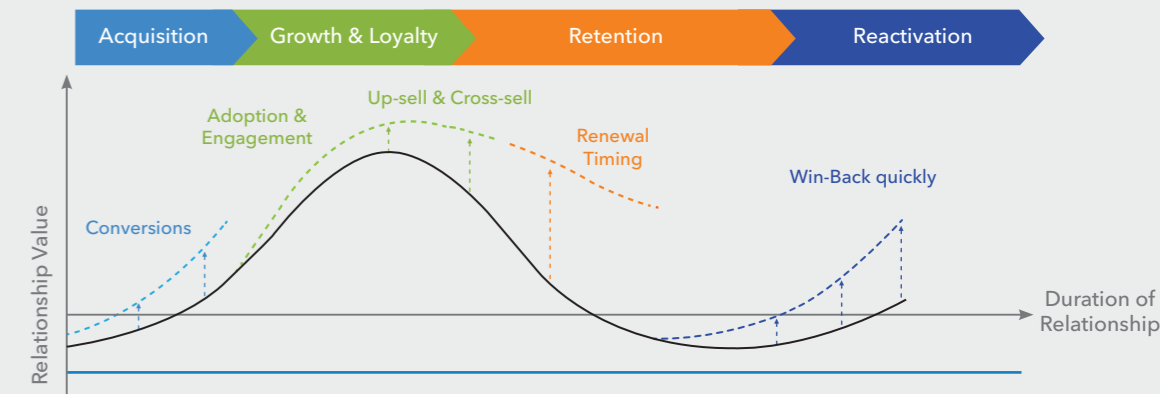 Acquisition
Growth & Loyalty
Retention
Reactivation
Up-sell & Cross-sell
Adoption &
Engagement
Renewal
Timing
Win-Back quickly
Conversions
Relationship Value
Duration of
Relationship